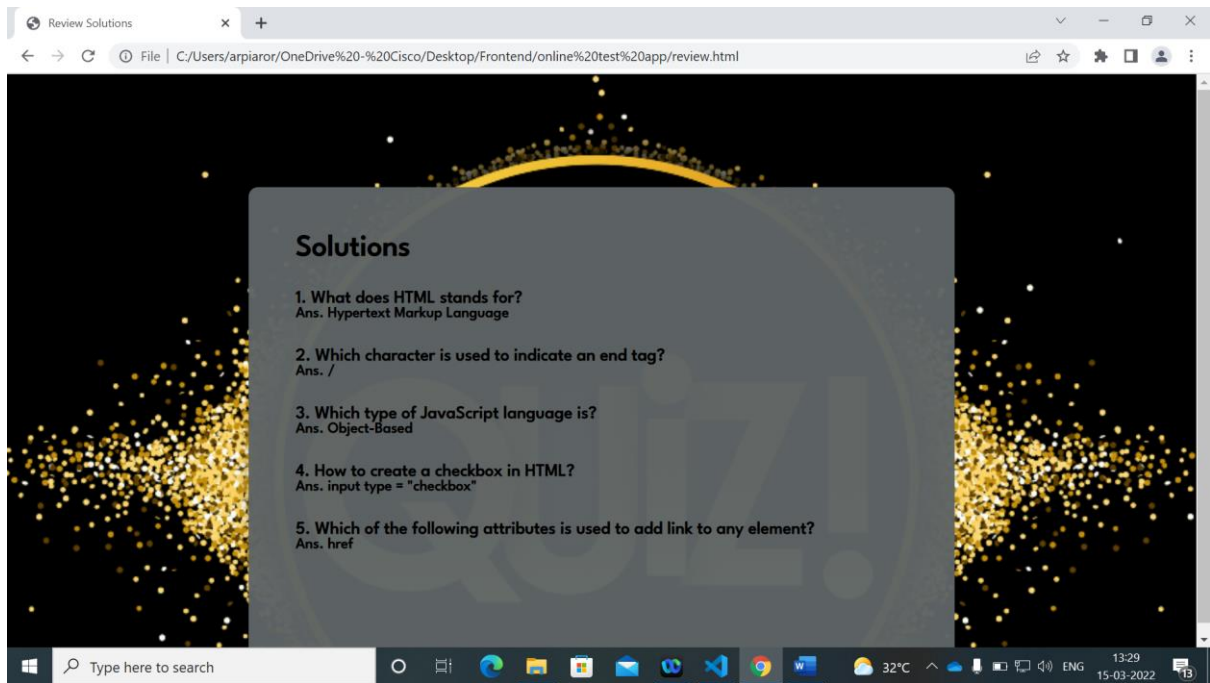 Review Solutions
File | C:/Users/arpiaror/OneDrive%20-%20Cisco/Desktop/Frontend/online%20test%20app/review.html
Solutions
1. What does HTML stands for?
Ans. Hypertext Markup Language
2. Which character is used to indicate an end tag?
Ans. /
3. Which type of JavaScript language is?
Ans. Object-Based
4. How to create a checkbox in HTML?
Ans. input type = "checkbox"
5. Which of the following attributes is used to add link to any element?
Ans. href
QUiZ!
Type here to search
32°C
ENG
13:29
15-03-2022
13